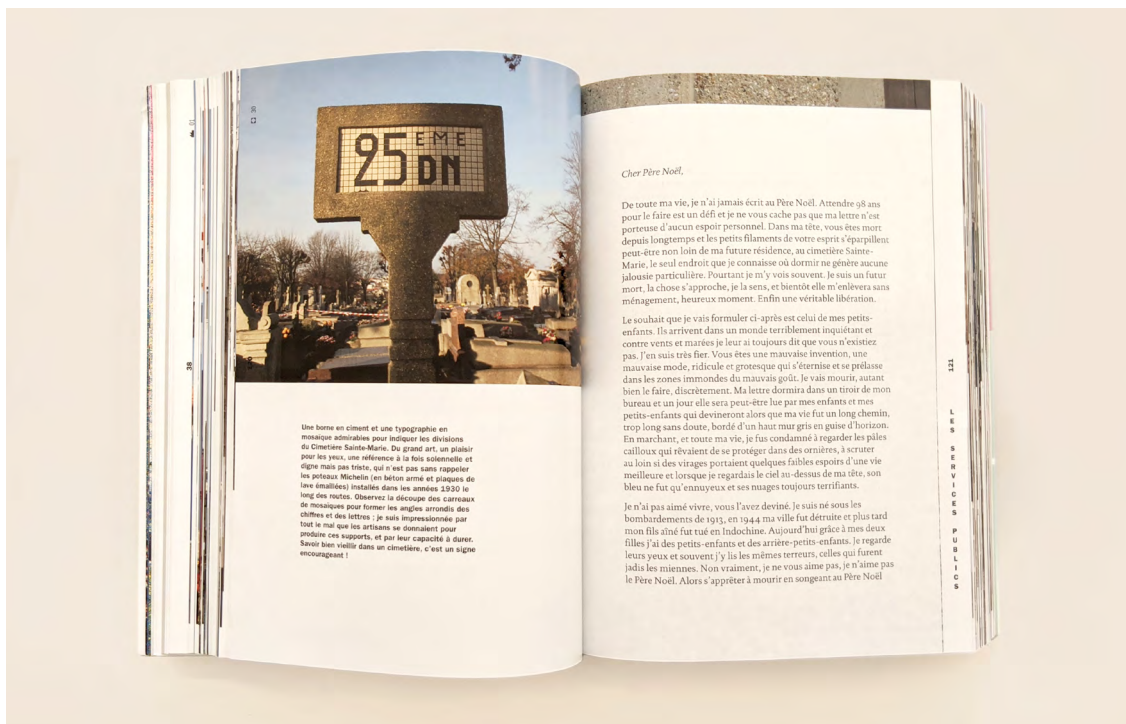 25 EME
DN
Une borne en ciment et une typographie en
mosaïque admirables pour indiquer les divisions
du Cimetière Sainte-Marie. Du grand art, un plaisir
pour les yeux, une référence à la fois solennelle et
digne mais pas triste, qui n'est pas sans rappeler
les poteaux Michelin (en béton armé et plaques de
lave émaillées) installés dans les années 1930 le
long des routes. Observez la découpe des carreaux
de mosaïques pour former les angles arrondis des
chiffres et des lettres ; je suis impressionnée par
tout le mal que les artisans se donnaient pour
produire ces supports, et par leur capacité à durer.
Savoir bien vieillir dans un cimetière, c'est un signe
encourageant !
38
Cher Père Noël,
De toute ma vie, je n'ai jamais écrit au Père Noël. Attendre 98 ans
pour le faire est un défi et je ne vous cache pas que ma lettre n'est
porteuse d'aucun espoir personnel. Dans ma tête, vous êtes mort
depuis longtemps et les petits filaments de votre esprit s'éparpillent
peut-être non loin de ma future résidence, au cimetière Sainte-
Marie, le seul endroit que je connaisse où dormir ne génère aucune
jalousie particulière. Pourtant je m'y vois souvent. Je suis un futur
mort, la chose s'approche, je la sens, et bientôt elle m'enlèvera sans
ménagement, heureux moment. Enfin une véritable libération.
Le souhait que je vais formuler ci-après est celui de mes petits-
enfants. Ils arrivent dans un monde terriblement inquiétant et
contre vents et marées je leur ai toujours dit que vous n'existiez
pas. J'en suis très fier. Vous êtes une mauvaise invention, une
mauvaise mode, ridicule et grotesque qui s'éternise et se prélasse
dans les zones immondes du mauvais goût. Je vais mourir, autant
bien le faire, discrètement. Ma lettre dormira dans un tiroir de mon
bureau et un jour elle sera peut-être lue par mes enfants et mes
petits-enfants qui devineront alors que ma vie fut un long chemin,
trop long sans doute, bordé d'un haut mur gris en guise d'horizon.
En marchant, et toute ma vie, je fus condamné à regarder les pâles
cailloux qui rêvaient de se protéger dans des ornières, à scruter
au loin si des virages portaient quelques faibles espoirs d'une vie
meilleure et lorsque je regardais le ciel au-dessus de ma tête, son
bleu ne fut qu'ennuyeux et ses nuages toujours terrifiants.
Je n'ai pas aimé vivre, vous l'avez deviné. Je suis né sous les
bombardements de 1913, en 1944 ma ville fut détruite et plus tard
mon fils aîné fut tué en Indochine. Aujourd'hui grâce à mes deux
filles j'ai des petits-enfants et des arrière-petits-enfants. Je regarde
leurs yeux et souvent j'y lis les mêmes terreurs, celles qui furent
jadis les miennes. Non vraiment, je ne vous aime pas, je n'aime pas
le Père Noël. Alors s'apprêter à mourir en songeant au Père Noël
121
LES SERVICES PUBLICS